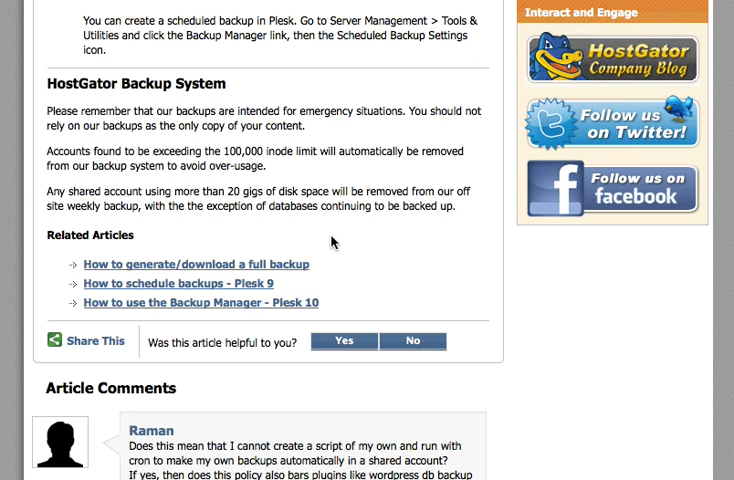 You can create a scheduled backup in Plesk. Go to Server Management > Tools &
Utilities and click the Backup Manager link, then the Scheduled Backup Settings
icon.
HostGator Backup System
Please remember that our backups are intended for emergency situations. You should not
rely on our backups as the only copy of your content.
Accounts found to be exceeding the 100,000 inode limit will automatically be removed
from our backup system to avoid over-usage.
Any shared account using more than 20 gigs of disk space will be removed from our off
site weekly backup, with the the exception of databases continuing to be backed up.
Related Articles
How to generate/download a full backup
How to schedule backups - Plesk 9
How to use the Backup Manager - Plesk 10
Share This
Was this article helpful to you?
Yes
No
Article Comments
Raman
Does this mean that I cannot create a script of my own and run with
cron to make my own backups automatically in a shared account?
If yes, then does this policy also bars plugins like wordpress db backup
Interact and Engage
HostGator
Company Blog
Follow us
on Twitter!
Follow us on
facebook